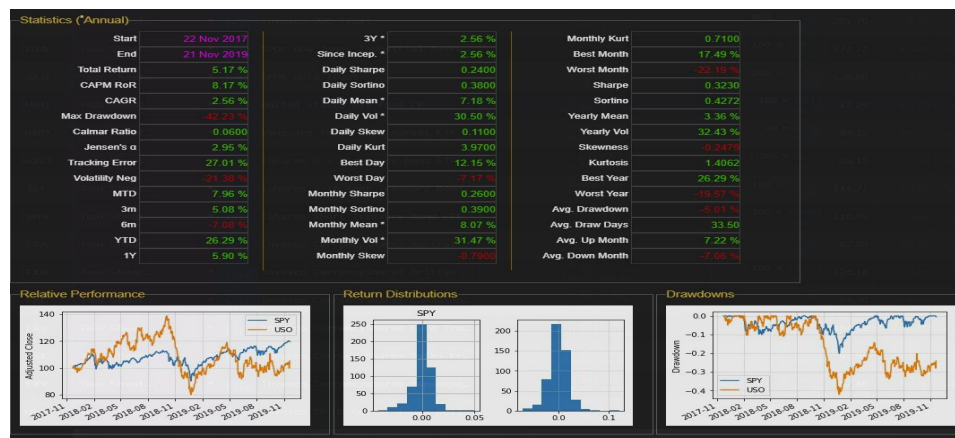 Statistics (*Annual)
Start 22 Nov 2017 3Y * 2.56 % Monthly Kurt 0.7100
End 21 Nov 2019 Since Incep. * 2.56 % Best Month 17.49 %
Total Return 5.17 % Daily Sharpe 0.2400 Worst Month -22.19 %
CAPM RoR 8.17 % Daily Sortino 0.3800 Sharpe 0.3230
CAGR 2.56 % Daily Mean * 7.18 % Sortino 0.4272
Max Drawdown -42.23 % Daily Vol * 30.50 % Yearly Mean 3.36 %
Calmar Ratio 0.0600 Daily Skew 0.1100 Yearly Vol 32.43 %
Jensen's α 2.95 % Daily Kurt 3.9700 Skewness -0.2475
Tracking Error 27.01 % Best Day 12.15 % Kurtosis 1.4062
Volatility Neg -21.38 % Worst Day -7.17 % Best Year 26.29 %
MTD 7.96 % Monthly Sharpe 0.2600 Worst Year -19.57 %
3m 5.08 % Monthly Sortino 0.3900 Avg. Drawdown -5.01 %
6m -7.08 % Monthly Mean * 8.07 % Avg. Draw Days 33.50
YTD 26.29 % Monthly Vol * 31.47 % Avg. Up Month 7.22 %
1Y 5.90 % Monthly Skew -0.7900 Avg. Down Month -7.06 %
Relative Performance Return Distributions Drawdowns
Adjusted Close
140
120
100
80
SPY
USO
2017-11 2018-02 2018-05 2018-08 2018-11 2019-02 2019-05 2019-08 2019-11
SPY
250
200
150
100
50
0
0.00 0.05
200
150
100
50
0
0.0 0.1
Drawdown
0.0
−0.1
−0.2
−0.3
−0.4
SPY
USO
2017-11 2018-02 2018-05 2018-08 2018-11 2019-02 2019-05 2019-08 2019-11